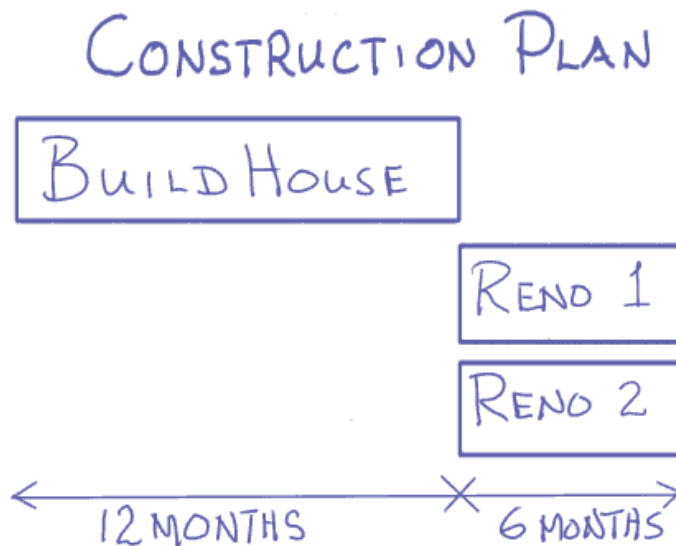 CONSTRUCTION PLAN
BUILD HOUSE
RENO 1
RENO 2
12 MONTHS
6 MONTHS